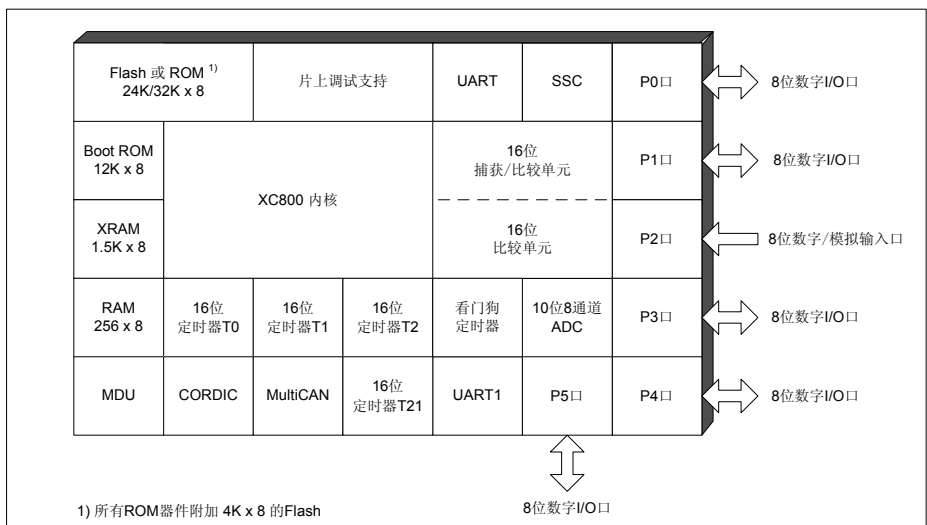 Flash 或 ROM 1)
24K/32K x 8
片上调试支持
UART
SSC
P0口
8位数字I/O口
Boot ROM
12K x 8
XC800 内核
16位
捕获/比较单元
P1口
8位数字I/O口
XRAM
1.5K x 8
16位
比较单元
P2口
8位数字/模拟输入口
RAM
256 x 8
16位
定时器T0
16位
定时器T1
16位
定时器T2
看门狗
定时器
10位8通道
ADC
P3口
8位数字I/O口
MDU
CORDIC
MultiCAN
16位
定时器T21
UART1
P5口
P4口
8位数字I/O口
8位数字I/O口
1) 所有ROM器件附加 4K x 8 的Flash